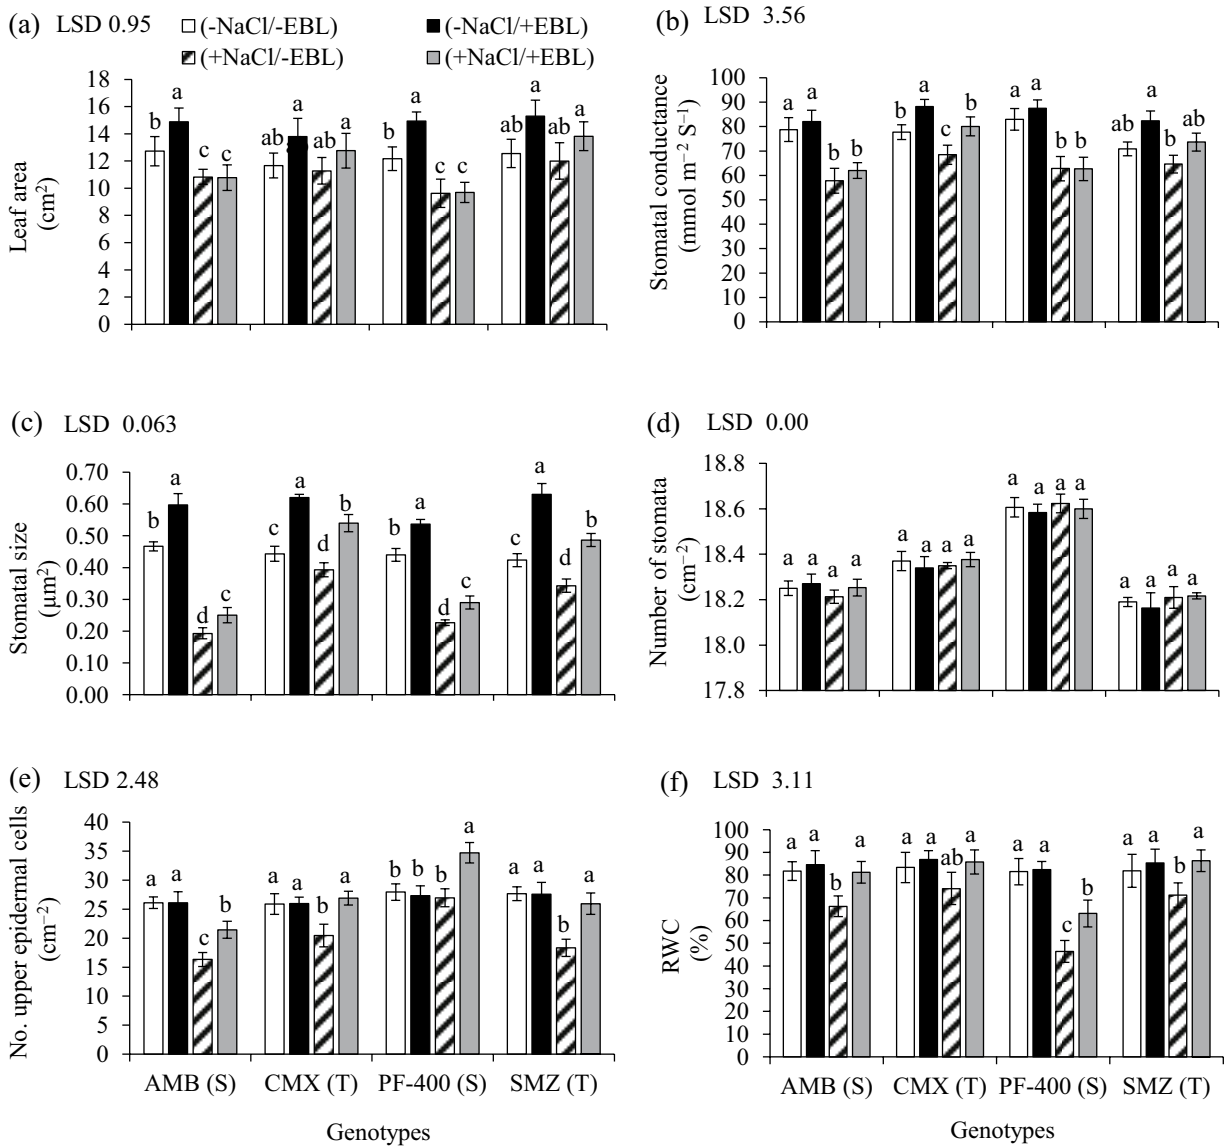 (a) LSD 0.95
(-NaCl/-EBL) (-NaCl/+EBL)
(+NaCl/-EBL) (+NaCl/+EBL)
Leaf area
(cm²)
18
16
14
12
10
8
6
4
2
0
b a c c
ab a ab a
b a c c
ab a ab a
(b) LSD 3.56
Stomatal conductance
(mmol m⁻² S⁻¹)
100
90
80
70
60
50
40
30
20
10
0
a a b b
b a c b
a a b b
ab a b ab
(c) LSD 0.063
Stomatal size
(μm²)
0.70
0.60
0.50
0.40
0.30
0.20
0.10
0.00
b a d c
c a d b
b a d c
c a d b
(d) LSD 0.00
Number of stomata
(cm⁻²)
18.8
18.6
18.4
18.2
18.0
17.8
a a a a
a a a a
a a a a
a a a a
(e) LSD 2.48
No. upper epidermal cells
(cm⁻²)
40
35
30
25
20
15
10
5
0
a a c b
a a b a
b b b a
a a b a
AMB (S) CMX (T) PF-400 (S) SMZ (T)
Genotypes
(f) LSD 3.11
RWC
(%)
100
90
80
70
60
50
40
30
20
10
0
a a b a
a a ab a
a a c b
a a b a
AMB (S) CMX (T) PF-400 (S) SMZ (T)
Genotypes